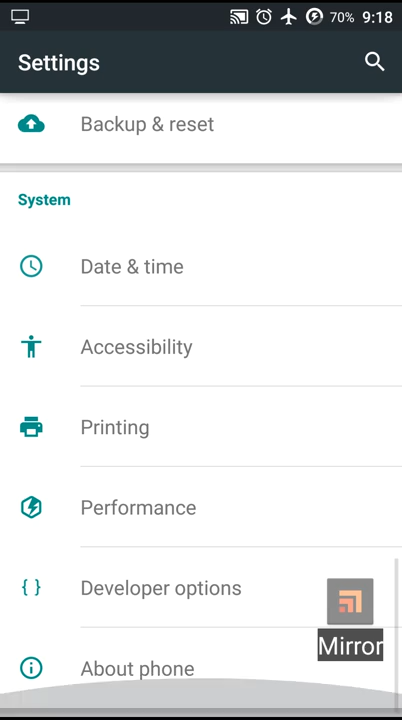 70% 9:18
Settings
Backup & reset
System
Date & time
Accessibility
Printing
Performance
{ } Developer options
Mirror
About phone